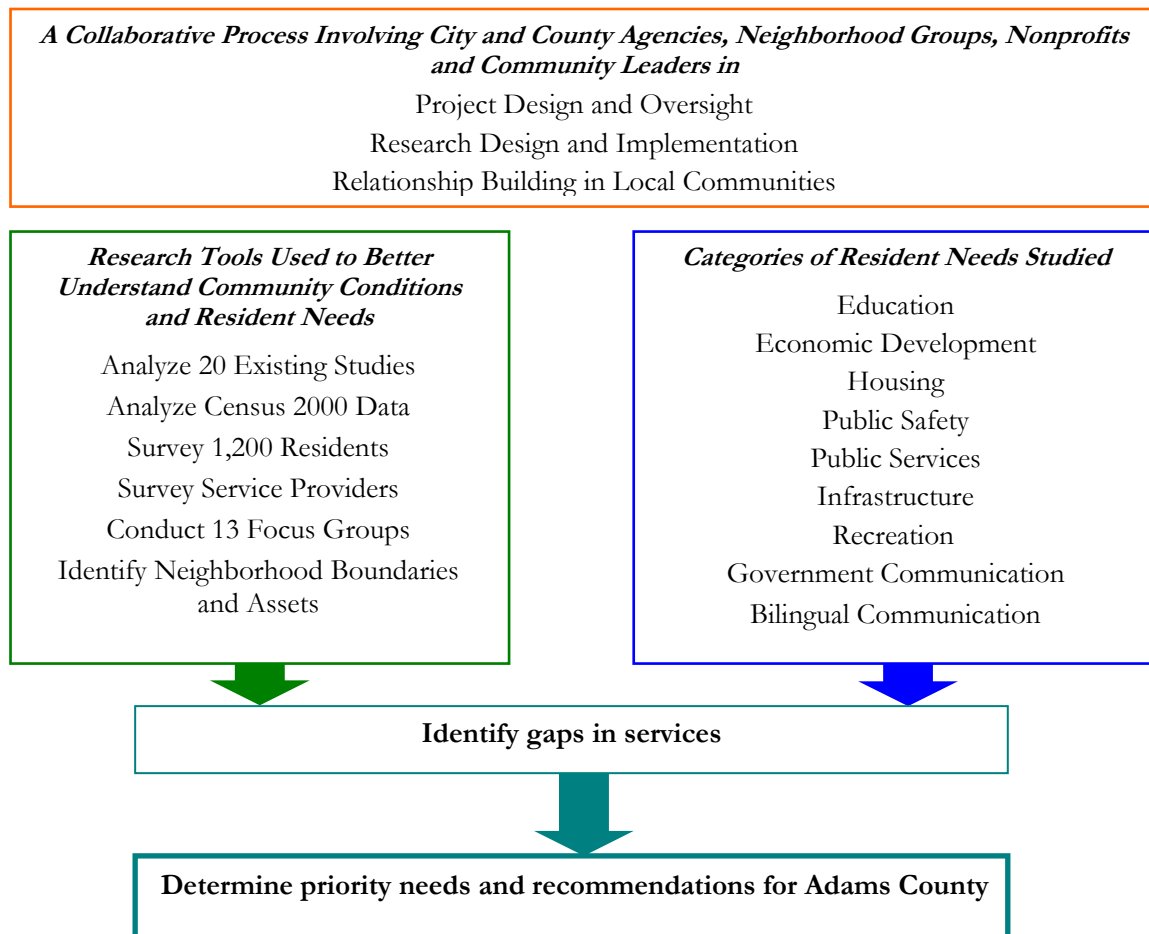 A Collaborative Process Involving City and County Agencies, Neighborhood Groups, Nonprofits
and Community Leaders in
Project Design and Oversight
Research Design and Implementation
Relationship Building in Local Communities
Research Tools Used to Better
Understand Community Conditions
and Resident Needs
Analyze 20 Existing Studies
Analyze Census 2000 Data
Survey 1,200 Residents
Survey Service Providers
Conduct 13 Focus Groups
Identify Neighborhood Boundaries
and Assets
Categories of Resident Needs Studied
Education
Economic Development
Housing
Public Safety
Public Services
Infrastructure
Recreation
Government Communication
Bilingual Communication
Identify gaps in services
Determine priority needs and recommendations for Adams County